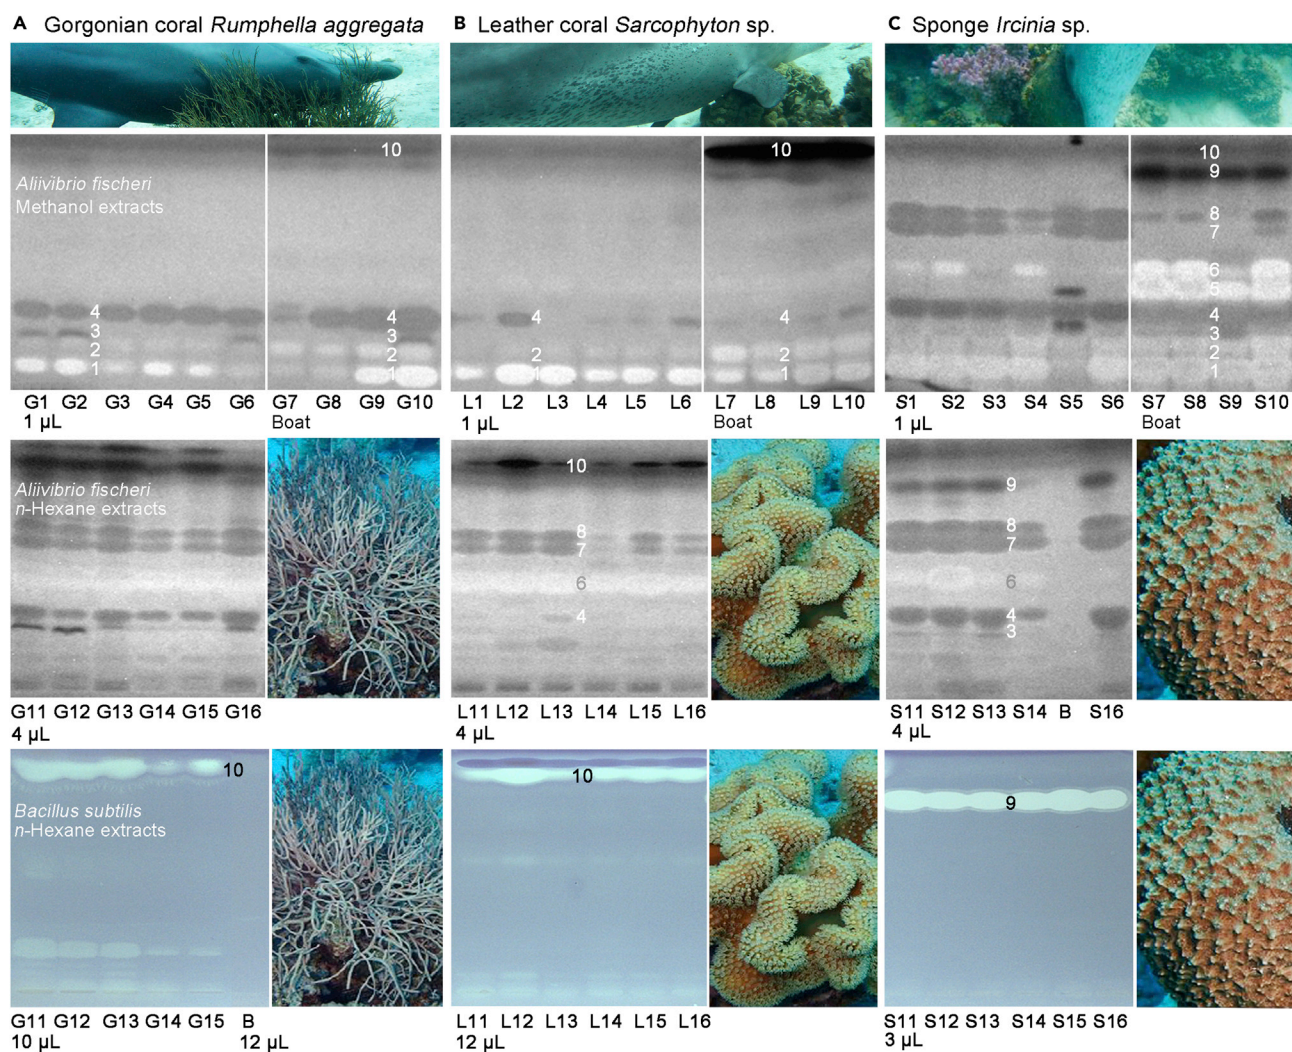 A Gorgonian coral Rumphella aggregata
B Leather coral Sarcophyton sp.
C Sponge Ircinia sp.
Aliivibrio fischeri
Methanol extracts
10
4
3
2
1
4
3
2
1
G1 G2 G3 G4 G5 G6 G7 G8 G9 G10
1 µL
Boat
10
4
2
1
4
2
1
L1 L2 L3 L4 L5 L6 L7 L8 L9 L10
1 µL
Boat
10
9
8
7
6
5
4
3
2
1
S1 S2 S3 S4 S5 S6 S7 S8 S9 S10
1 µL
Boat
Aliivibrio fischeri
n-Hexane extracts
G11 G12 G13 G14 G15 G16
4 µL
10
8
7
6
4
L11 L12 L13 L14 L15 L16
4 µL
9
8
7
6
4
3
S11 S12 S13 S14 B S16
4 µL
10
Bacillus subtilis
n-Hexane extracts
G11 G12 G13 G14 G15 B
10 µL 12 µL
10
L11 L12 L13 L14 L15 L16
12 µL
9
S11 S12 S13 S14 S15 S16
3 µL